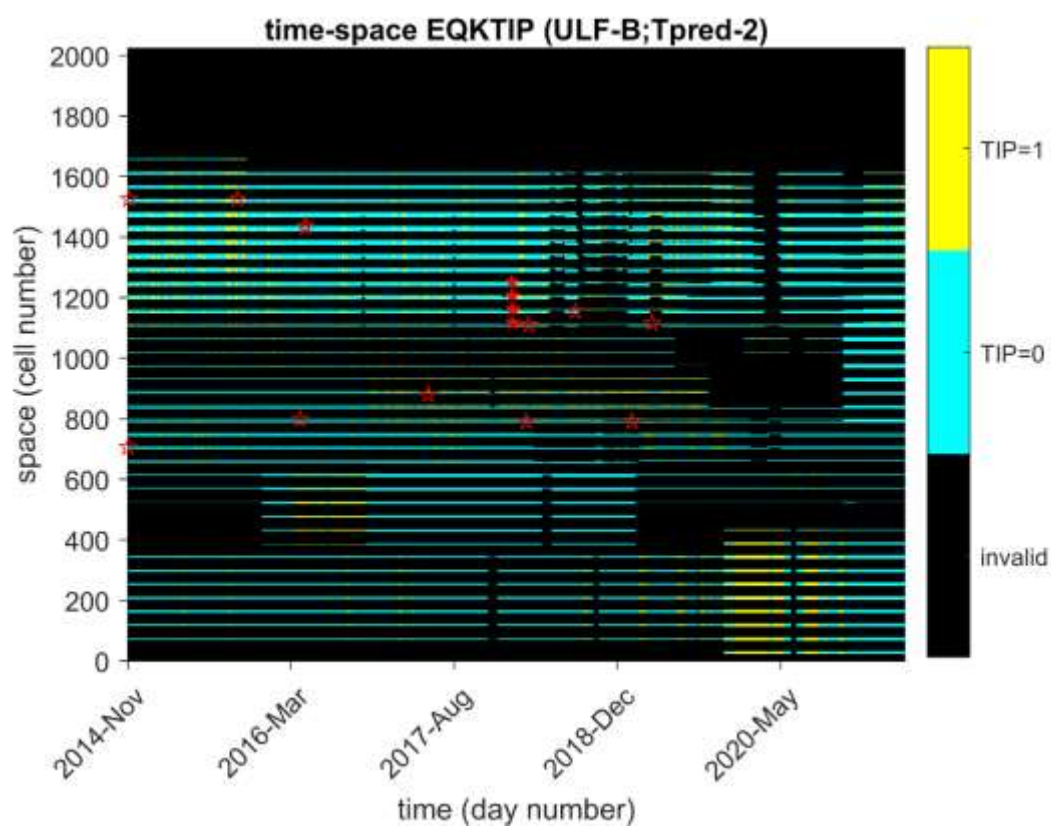 time-space EQKTIP (ULF-B;Tpred-2)
space (cell number)
2000
1800
1600
1400
1200
1000
800
600
400
200
0
2014-Nov
2016-Mar
2017-Aug
2018-Dec
2020-May
time (day number)
TIP=1
TIP=0
invalid